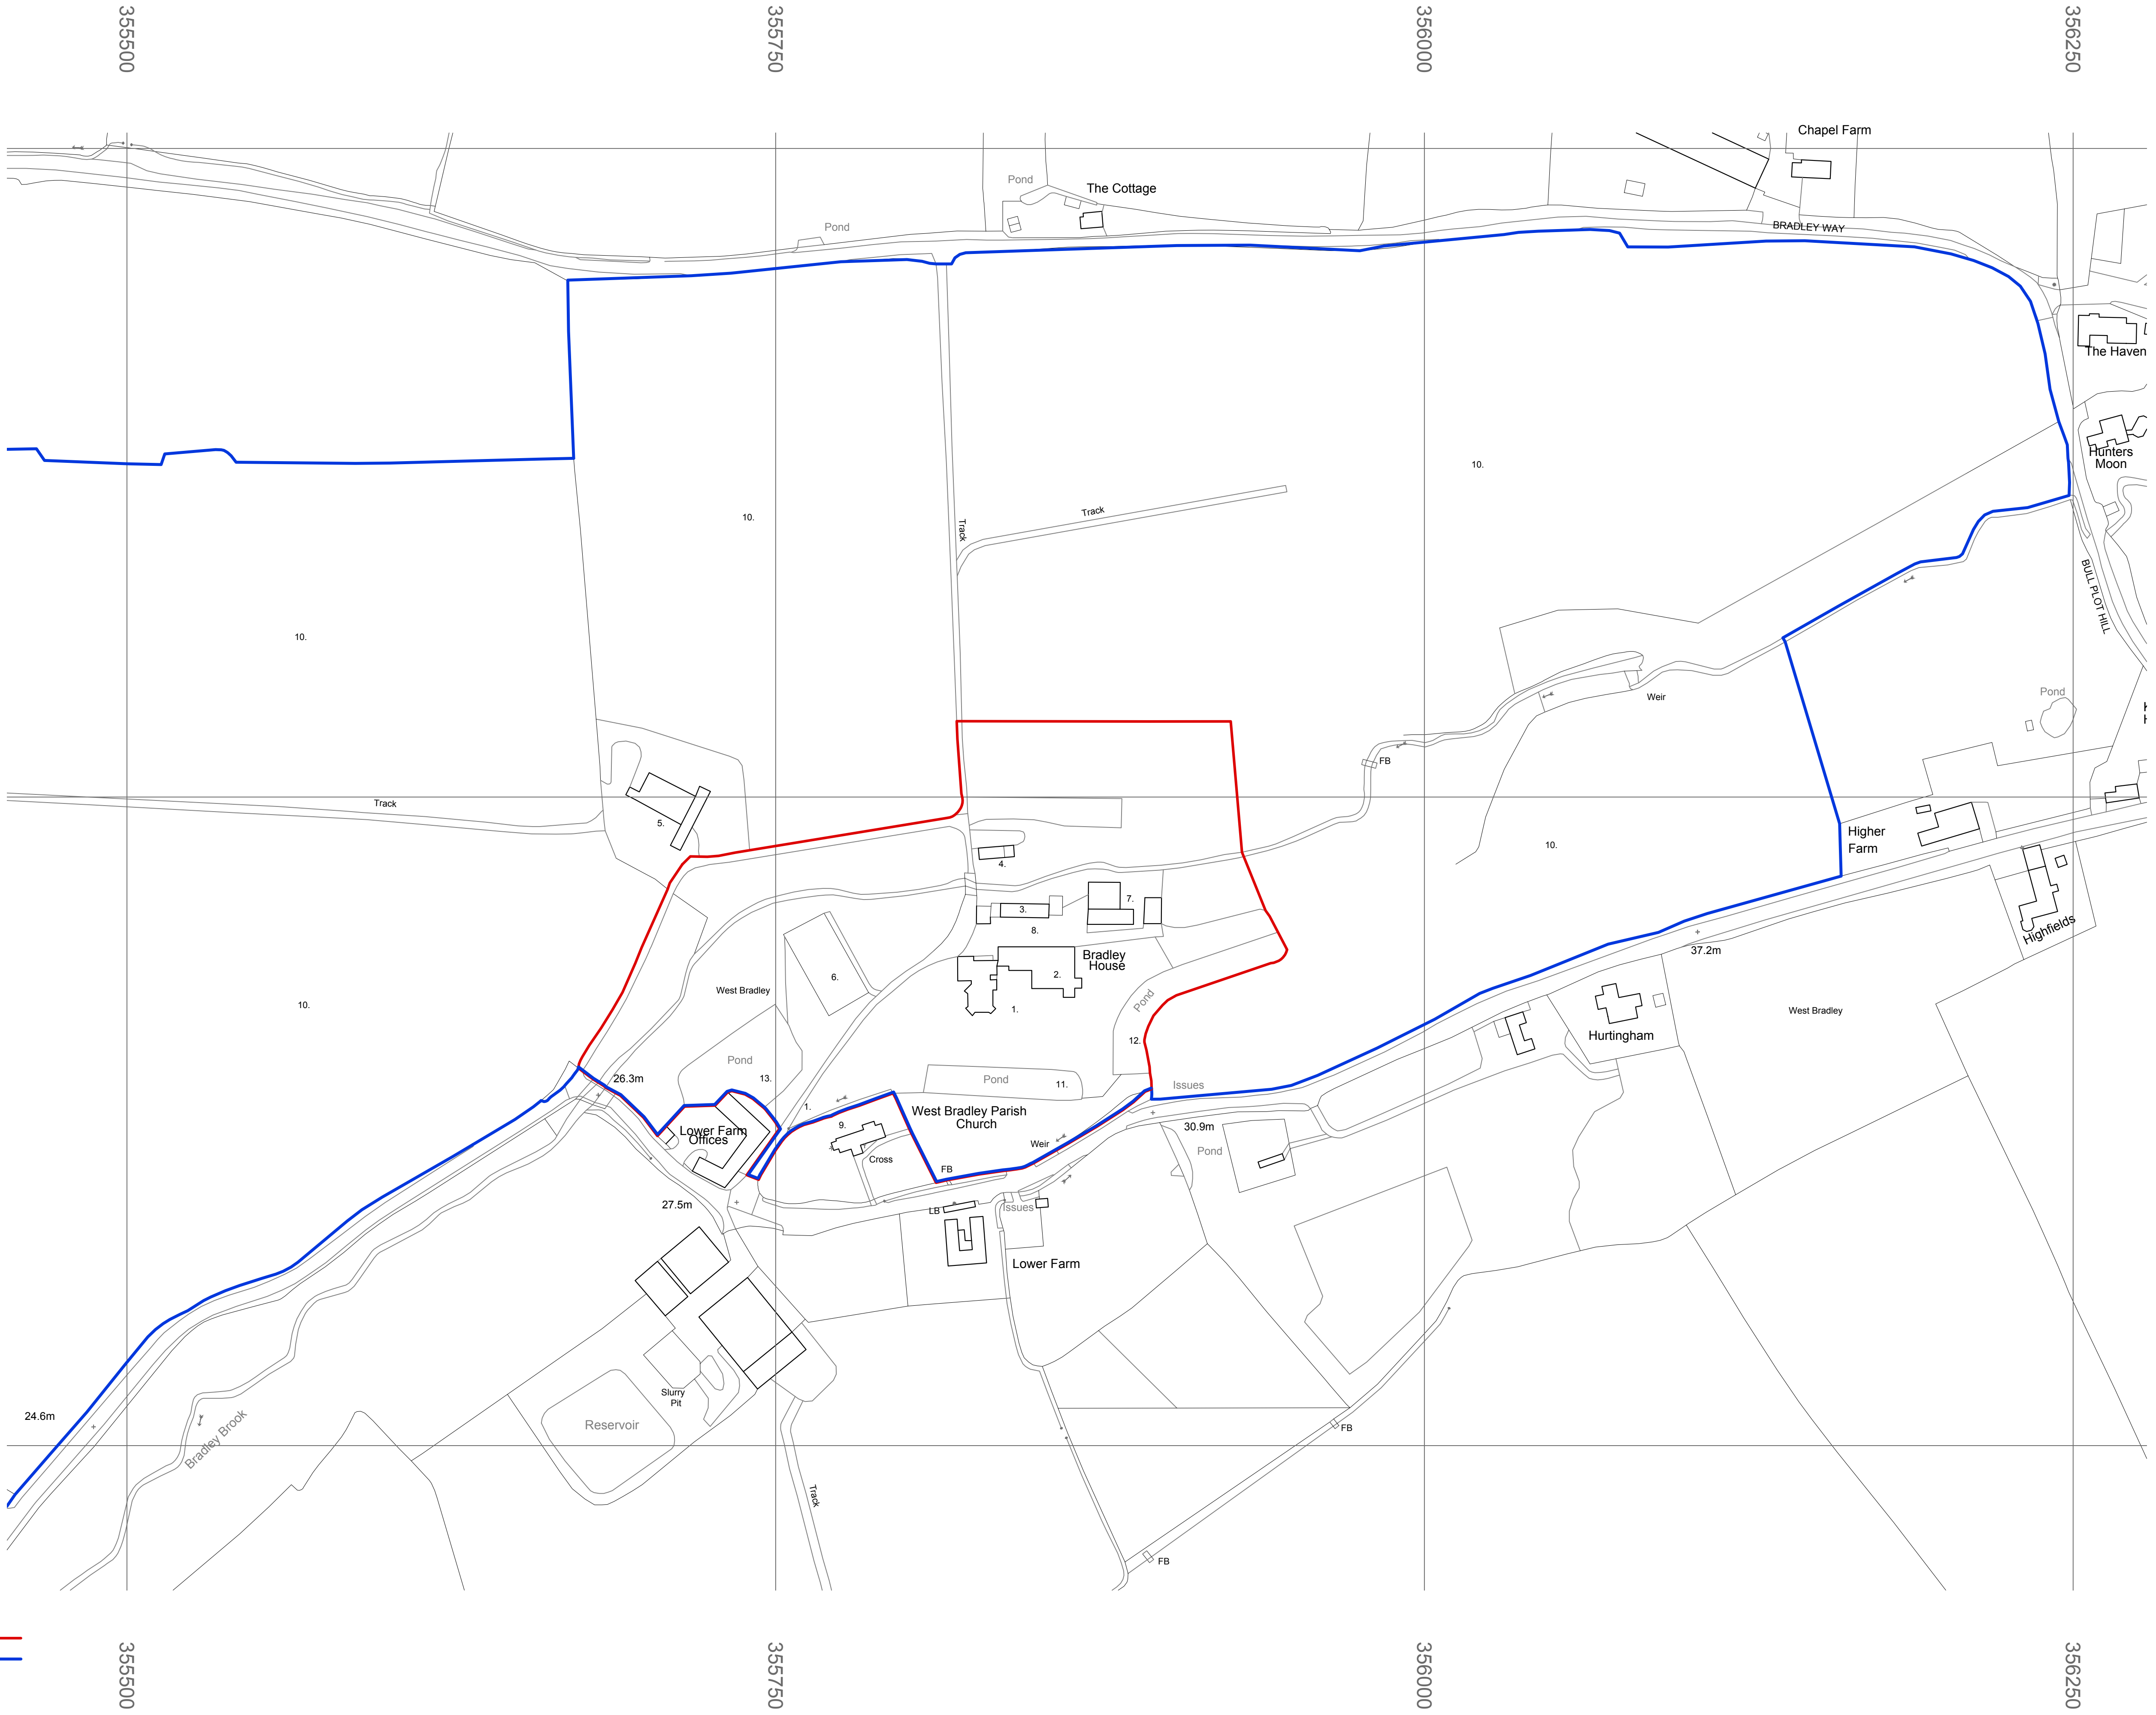 355500
355750
356000
356250
Chapel Farm
Pond
The Cottage
Pond
BRADLEY WAY
The Haven
Hunters
Moon
10.
10.
Track
Track
BULL PLOT HILL
10.
Pond
Weir
FB
Track
5.
4.
Higher
Farm
10.
7.
3.
8.
Highfields
37.2m
Bradley
House
2.
6.
West Bradley
10.
1.
Pond
West Bradley
Hurtingham
12.
Pond
26.3m
13.
Pond
11.
Issues
1.
West Bradley Parish
Church
9.
30.9m
Lower Farm
Offices
Weir
Cross
Pond
FB
27.5m
LB
Issues
Lower Farm
Slurry
Pit
24.6m
Reservoir
FB
Bradley Brook
Track
FB
355500
355750
356000
356250